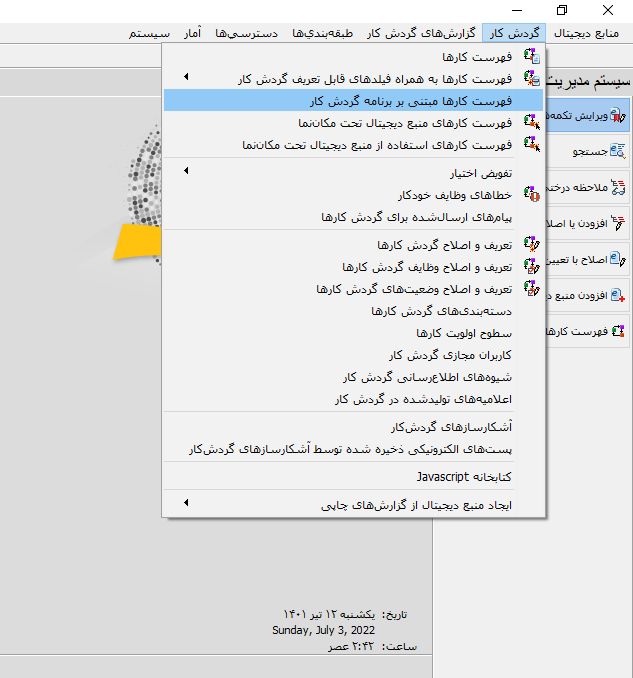 منابع دیجیتال گردش کار گزارش‌های گردش کار طبقه‌بندی‌ها دسترسی‌ها آمار سیستم
سیستم مدیریت
ویرایش تکمه‌
جستجو
ملاحظه درختی
افزودن یا اصلا
اصلاح با تعیین
افزودن منبع د
فهرست کارها
فهرست کارها
فهرست کارها به همراه فیلدهای قابل تعریف گردش کار
فهرست کارها مبتنی بر برنامه گردش کار
فهرست کارهای منبع دیجیتال تحت مکان‌نما
فهرست کارهای استفاده از منبع دیجیتال تحت مکان‌نما
تفویض اختیار
خطاهای وظایف خودکار
پیام‌های ارسال‌شده برای گردش کارها
تعریف و اصلاح گردش کارها
تعریف و اصلاح وظایف گردش کارها
تعریف و اصلاح وضعیت‌های گردش کارها
دسته‌بندی‌های گردش کارها
سطوح اولویت کارها
کاربران مجازی گردش کار
شیوه‌های اطلاع‌رسانی گردش کار
اعلامیه‌های تولیدشده در گردش کار
آشکارسازهای گردش‌کار
پست‌های الکترونیکی ذخیره شده توسط آشکارسازهای گردش‌کار
کتابخانه Javascript
ایجاد منبع دیجیتال از گزارش‌های چاپی
تاریخ: یکشنبه ۱۲ تیر ۱۴۰۱
Sunday, July 3, 2022
ساعت: ۲:۴۲ عصر